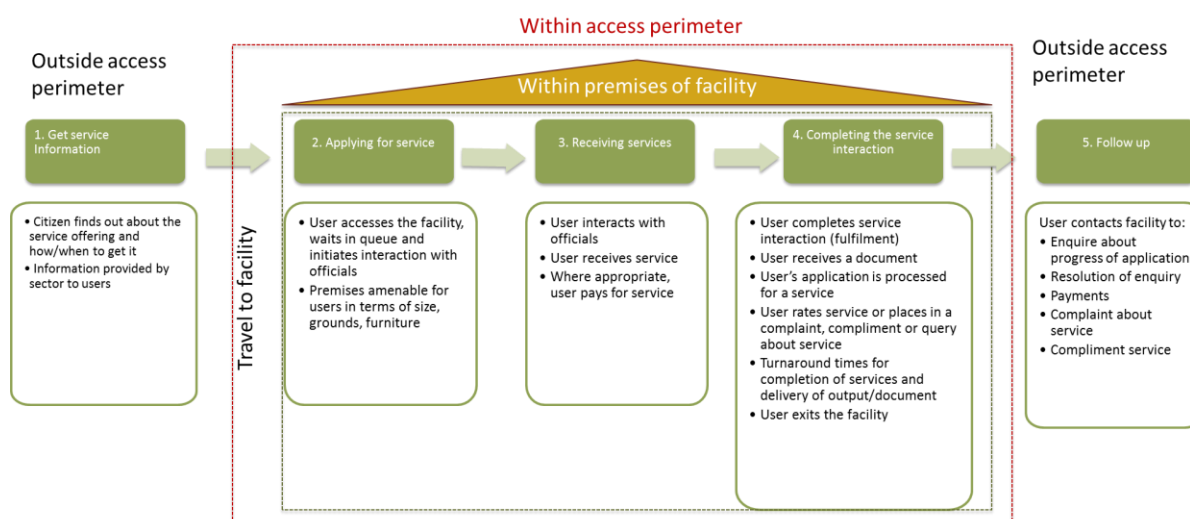 Within access perimeter
Outside access
perimeter
Outside access
perimeter
Within premises of facility
1. Get service
Information
2. Applying for service
3. Receiving services
4. Completing the service
interaction
5. Follow up
Travel to facility
• Citizen finds out about the
service offering and
how/when to get it
• Information provided by
sector to users
• User accesses the facility,
waits in queue and
initiates interaction with
officials
• Premises amenable for
users in terms of size,
grounds, furniture
• User interacts with
officials
• User receives service
• Where appropriate,
user pays for service
• User completes service
interaction (fulfilment)
• User receives a document
• User's application is processed
for a service
• User rates service or places in a
complaint, compliment or query
about service
• Turnaround times for
completion of services and
delivery of output/document
• User exits the facility
User contacts facility to:
• Enquire about
progress of application
• Resolution of enquiry
• Payments
• Complaint about
service
• Compliment service